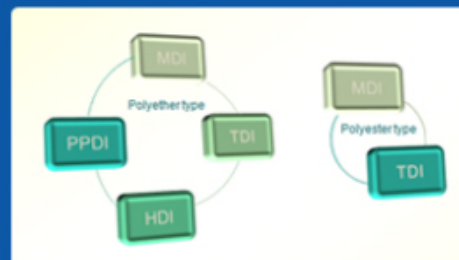 MDI
Polyether type
PPDI
TDI
HDI
MDI
Polyester type
TDI